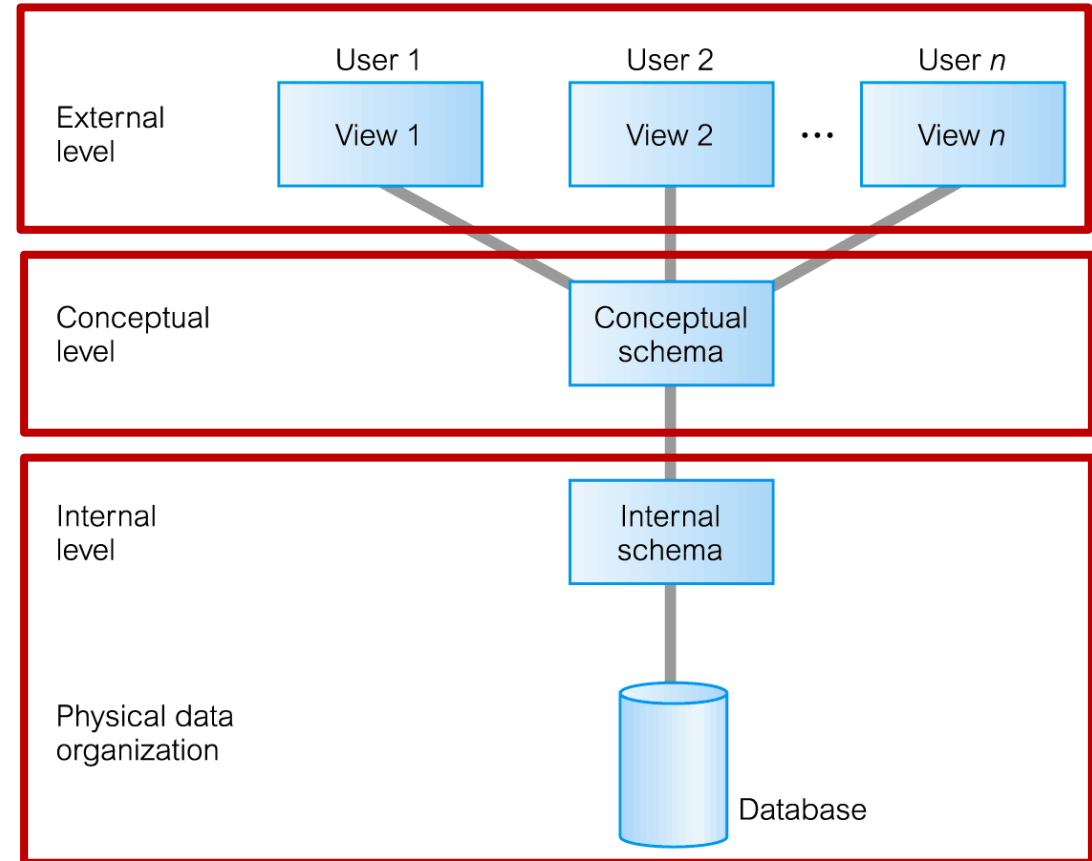 User 1
User 2
User n
External
level
View 1
View 2
...
View n
Conceptual
level
Conceptual
schema
Internal
level
Internal
schema
Physical data
organization
Database